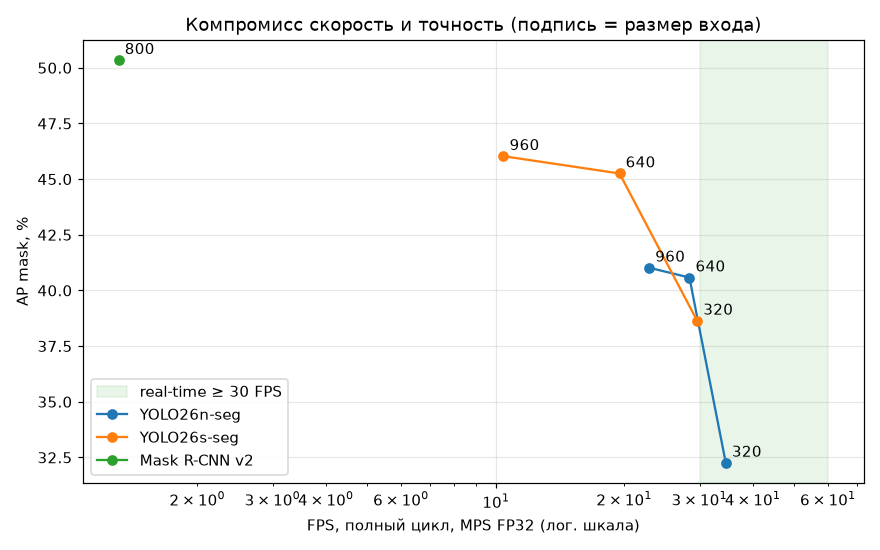 Компромисс скорость и точность (подпись = размер входа)
AP mask, %
50.0
47.5
45.0
42.5
40.0
37.5
35.0
32.5
800
960
640
960
640
320
320
real-time ≥ 30 FPS
YOLO26n-seg
YOLO26s-seg
Mask R-CNN v2
2 × 10⁰ 3 × 10⁰ 4 × 10⁰ 6 × 10⁰ 10¹ 2 × 10¹ 3 × 10¹ 4 × 10¹ 6 × 10¹
FPS, полный цикл, MPS FP32 (лог. шкала)